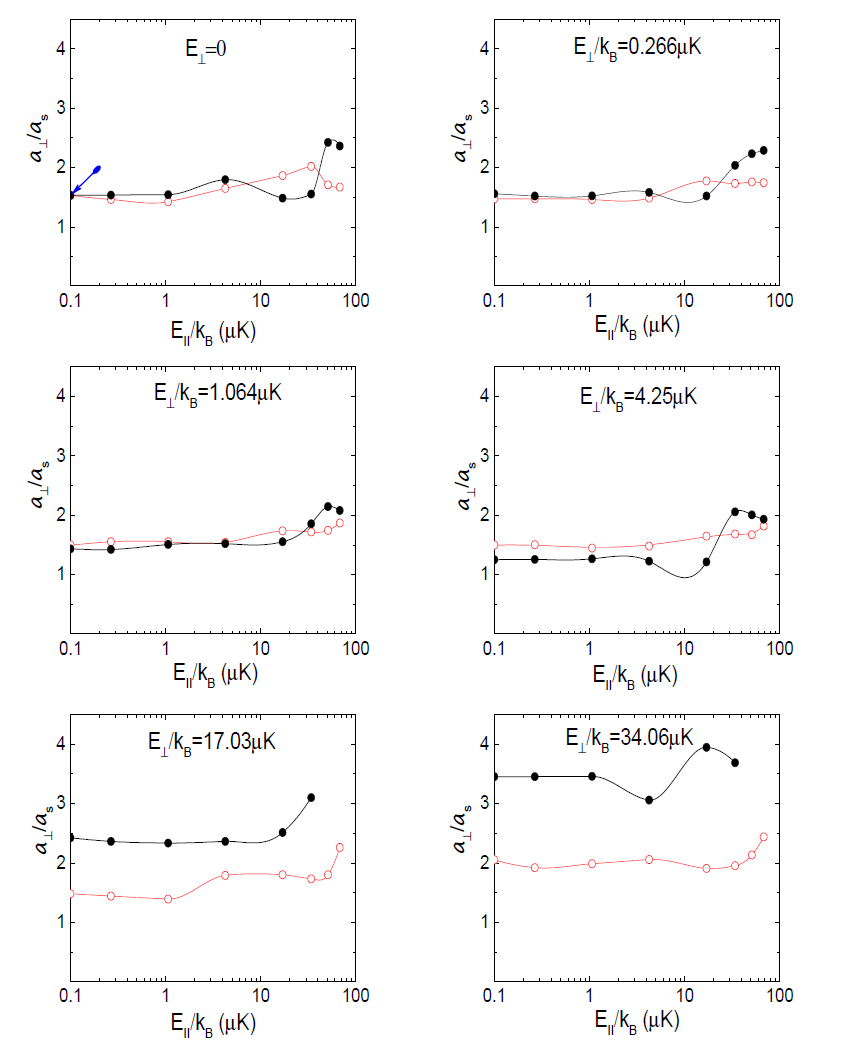 E⊥=0
a⊥/as
4
3
2
1
0.1 1 10 100
E||/kB (μK)
E⊥/kB=0.266μK
a⊥/as
4
3
2
1
0.1 1 10 100
E||/kB (μK)
E⊥/kB=1.064μK
a⊥/as
4
3
2
1
0.1 1 10 100
E||/kB (μK)
E⊥/kB=4.25μK
a⊥/as
4
3
2
1
0.1 1 10 100
E||/kB (μK)
E⊥/kB=17.03μK
a⊥/as
4
3
2
1
0.1 1 10 100
E||/kB (μK)
E⊥/kB=34.06μK
a⊥/as
4
3
2
1
0.1 1 10 100
E||/kB (μK)